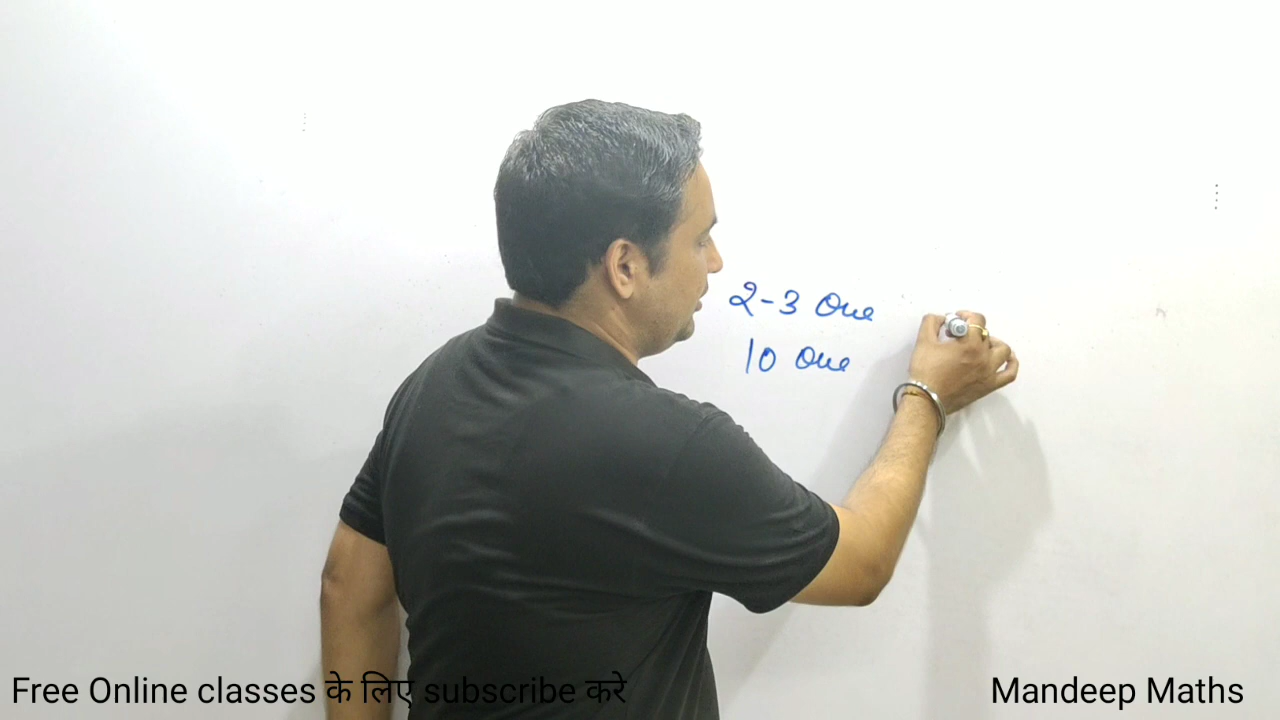 2-3 One
10 One
Free Online classes के लिए subscribe करे
Mandeep Maths